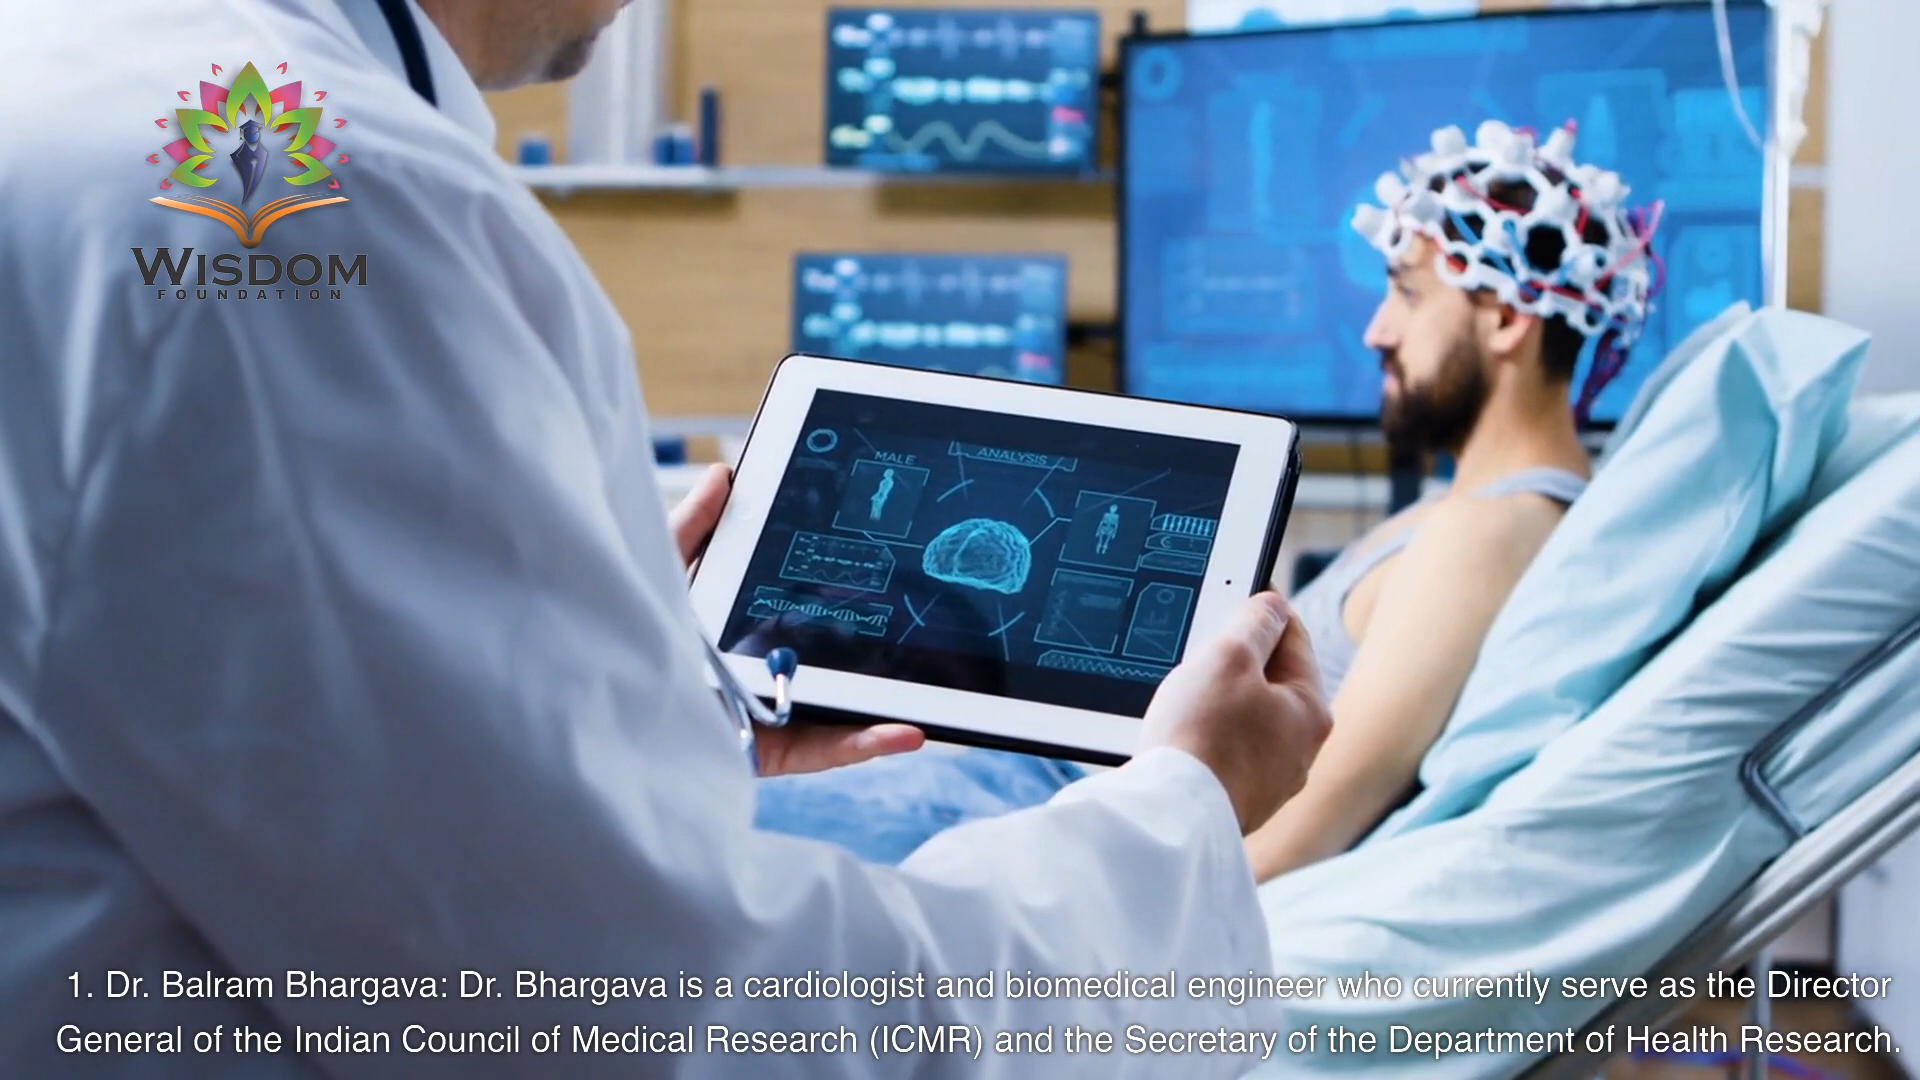 WISDOM
FOUNDATION
MALE
ANALYSIS
1. Dr. Balram Bhargava: Dr. Bhargava is a cardiologist and biomedical engineer who currently serve as the Director
General of the Indian Council of Medical Research (ICMR) and the Secretary of the Department of Health Research.